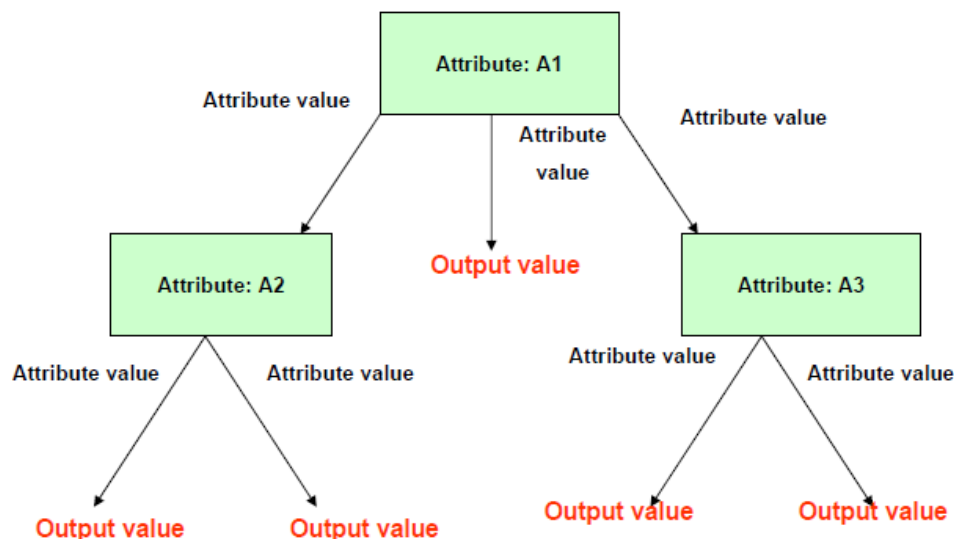 Attribute: A1
Attribute value
Attribute
value
Attribute value
Output value
Attribute: A2
Attribute: A3
Attribute value
Attribute value
Attribute value
Attribute value
Output value
Output value
Output value
Output value